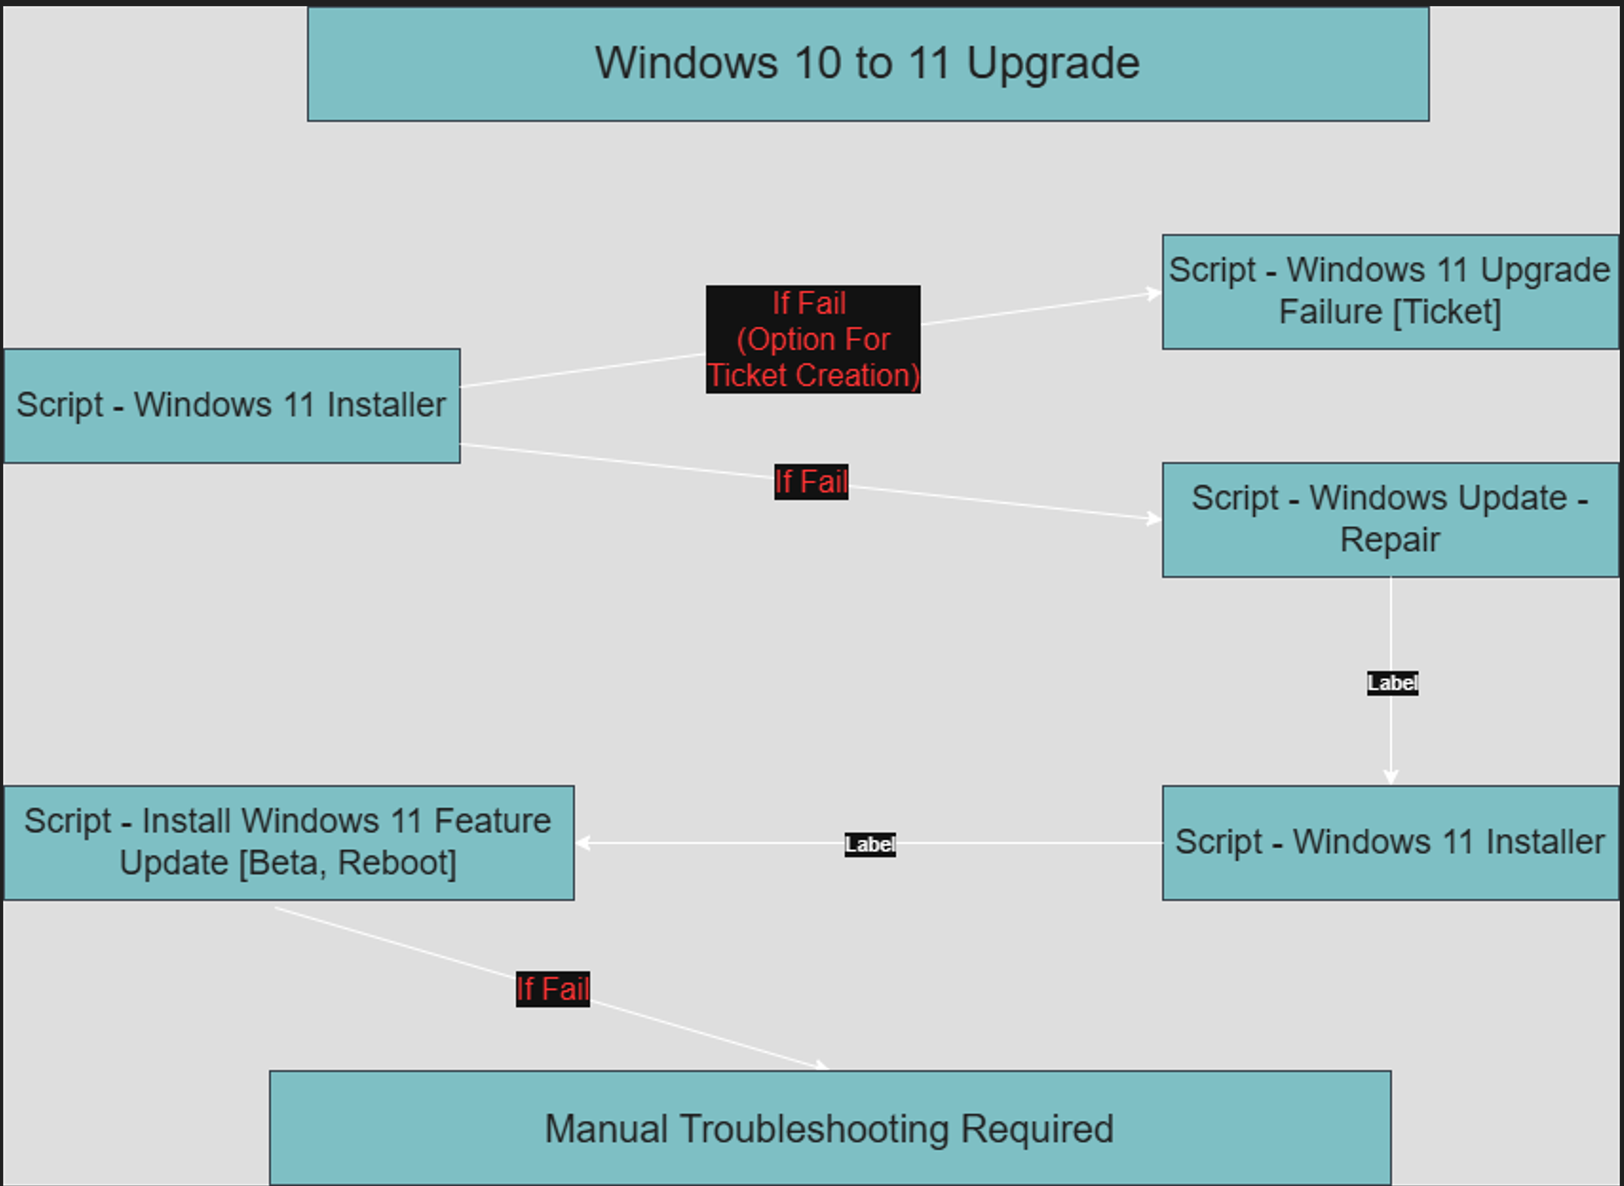 Windows 10 to 11 Upgrade
Script - Windows 11 Upgrade
Failure [Ticket]
If Fail
(Option For
Ticket Creation)
Script - Windows 11 Installer
If Fail
Script - Windows Update -
Repair
Label
Script - Install Windows 11 Feature
Update [Beta, Reboot]
Label
Script - Windows 11 Installer
If Fail
Manual Troubleshooting Required